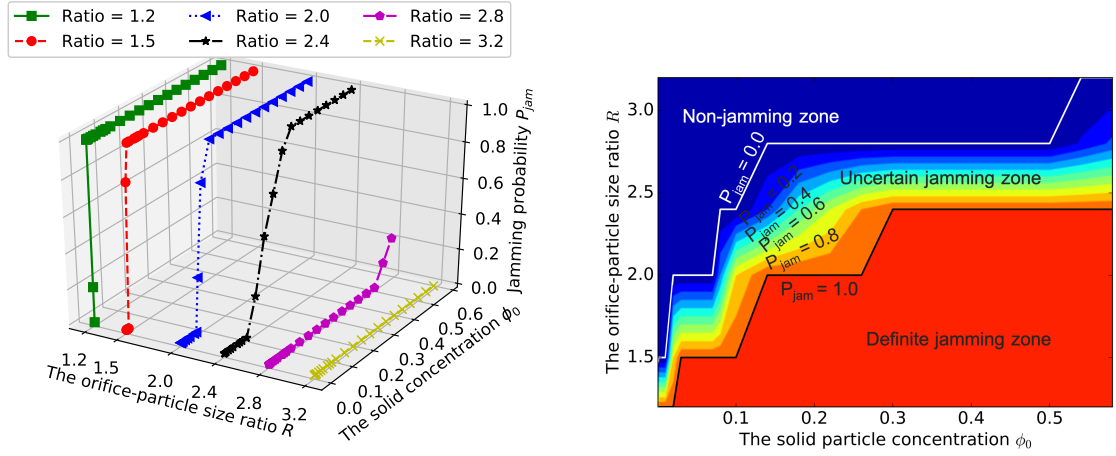 Ratio = 1.2 Ratio = 2.0 Ratio = 2.8
Ratio = 1.5 Ratio = 2.4 Ratio = 3.2
1.0
0.8
0.6
0.4
0.2
0.0
Jamming probability P_jam
1.2 1.5 2.0 2.4 2.8 3.2
The orifice-particle size ratio R
0.0 0.1 0.2 0.3 0.4 0.5 0.6
The solid concentration ϕ₀
The orifice-particle size ratio R
3.0
2.5
2.0
1.5
Non-jamming zone
P_jam = 0.0
P_jam = 0.2
P_jam = 0.4
P_jam = 0.6
P_jam = 0.8
P_jam = 1.0
Uncertain jamming zone
Definite jamming zone
0.1 0.2 0.3 0.4 0.5
The solid particle concentration ϕ₀